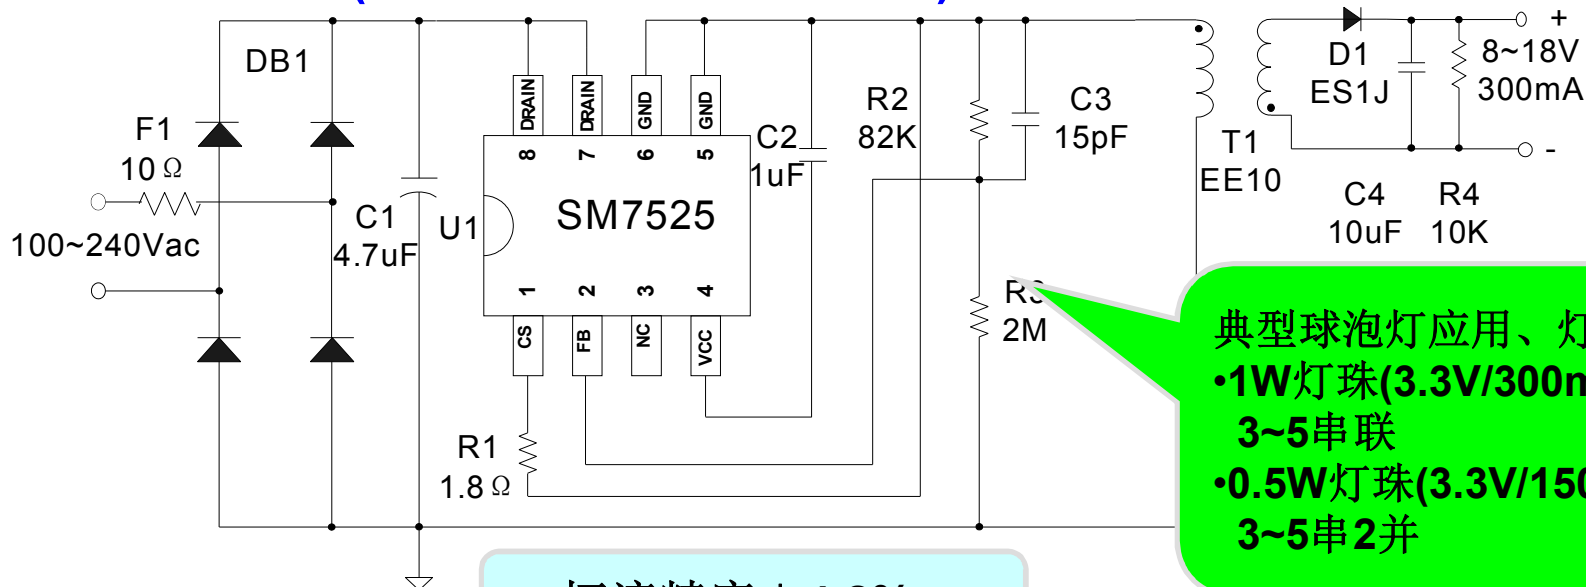 DB1
F1
10Ω
100~240Vac
C1
4.7uF
U1
DRAIN
DRAIN
GND
GND
8
7
6
5
SM7525
1
2
3
4
CS
FB
NC
VCC
R1
1.8Ω
C2
1uF
R2
82K
C3
15pF
2M
T1
EE10
D1
ES1J
+
8~18V
300mA
-
C4
10uF
R4
10K
典型球泡灯应用、灯
•1W灯珠(3.3V/300m
3~5串联
•0.5W灯珠(3.3V/150
3~5串2并